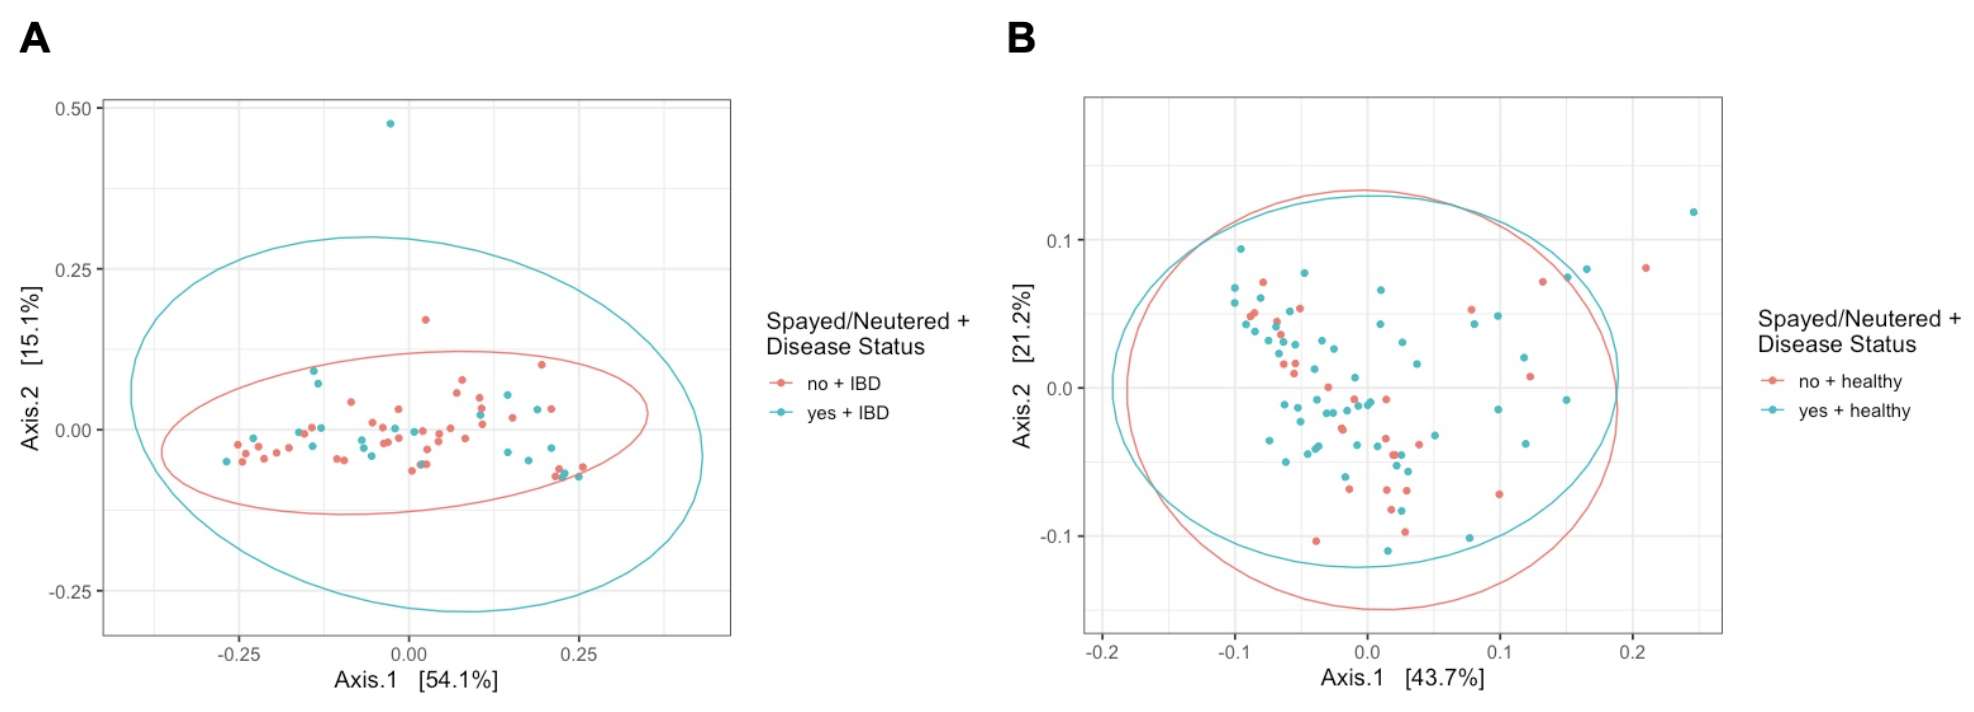 A
B
0.50
0.25
0.00
-0.25
Axis.2 [15.1%]
-0.25
0.00
0.25
Axis.1 [54.1%]
Spayed/Neutered +
Disease Status
no + IBD
yes + IBD
0.1
0.0
-0.1
Axis.2 [21.2%]
-0.2
-0.1
0.0
0.1
0.2
Axis.1 [43.7%]
Spayed/Neutered +
Disease Status
no + healthy
yes + healthy